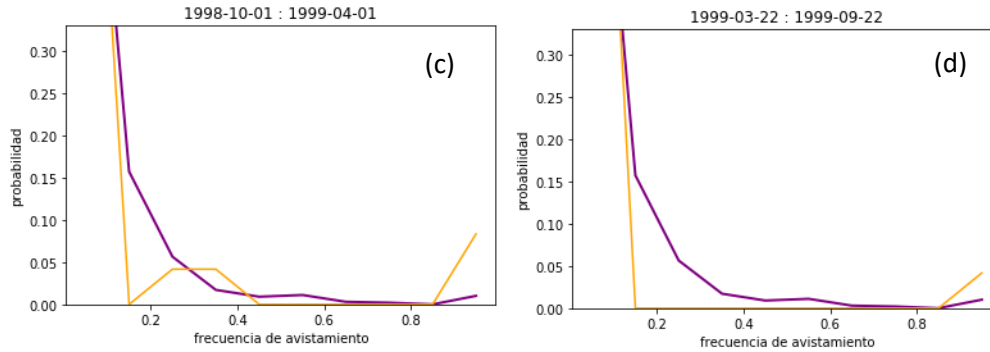 1998-10-01 : 1999-04-01
(c)
0.30
0.25
0.20
0.15
0.10
0.05
0.00
probabilidad
0.2 0.4 0.6 0.8
frecuencia de avistamiento
1999-03-22 : 1999-09-22
(d)
0.30
0.25
0.20
0.15
0.10
0.05
0.00
probabilidad
0.2 0.4 0.6 0.8
frecuencia de avistamiento